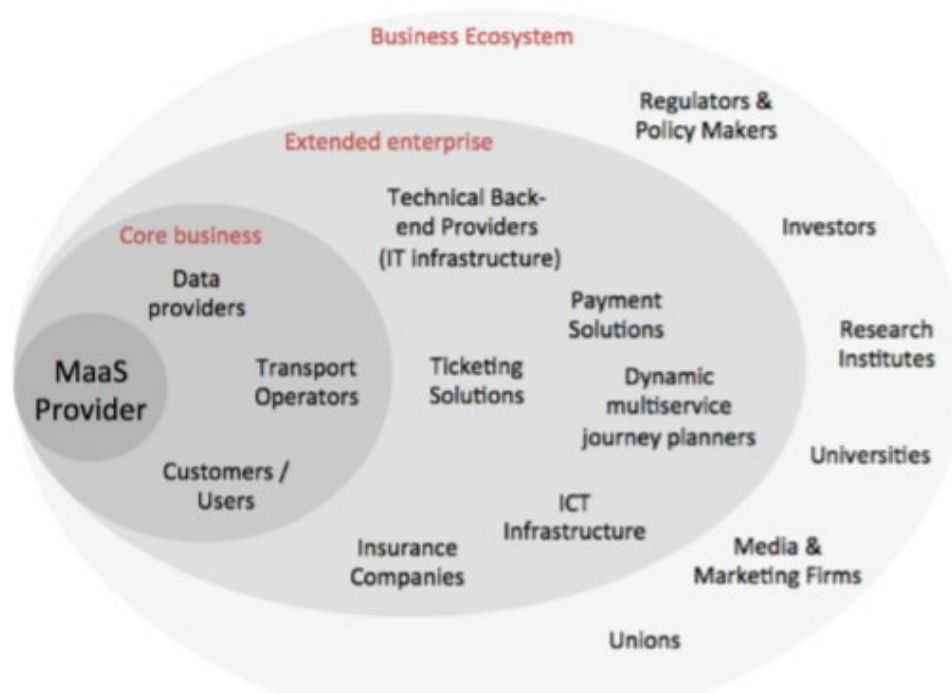 Business Ecosystem
Regulators &
Policy Makers
Extended enterprise
Technical Back-
end Providers
(IT infrastructure)
Investors
Core business
Data
providers
Payment
Solutions
Research
Institutes
MaaS
Provider
Transport
Operators
Ticketing
Solutions
Dynamic
multiservice
journey planners
Universities
Customers /
Users
ICT
Infrastructure
Insurance
Companies
Media &
Marketing Firms
Unions